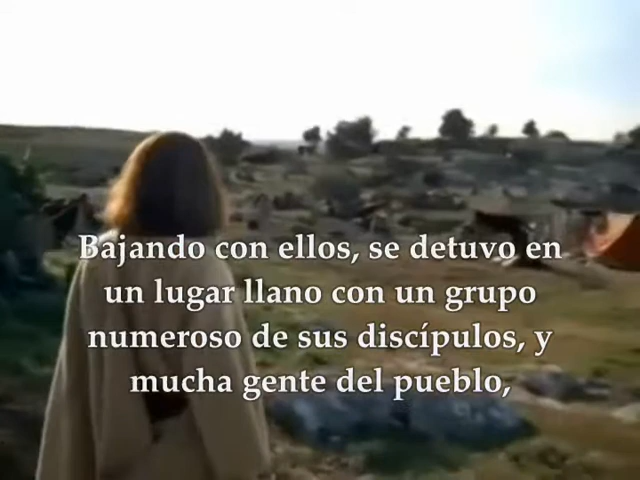 Bajando con ellos, se detuvo en
un lugar llano con un grupo
numeroso de sus discípulos, y
mucha gente del pueblo,